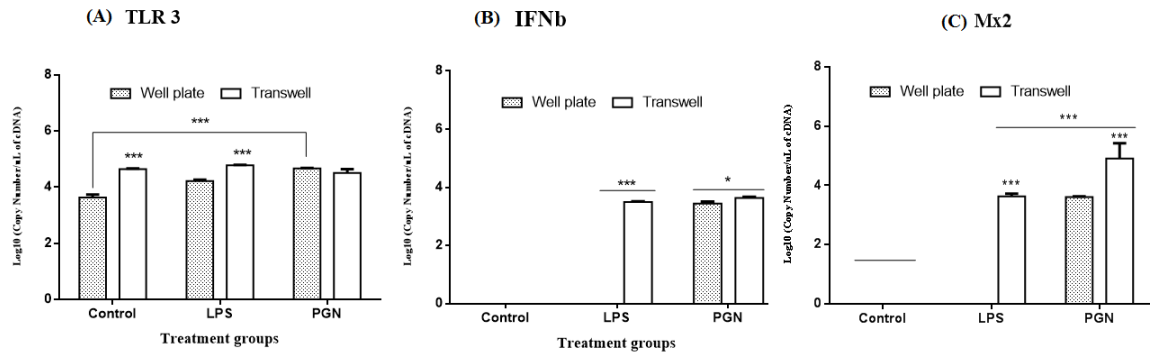 (A) TLR 3
8
6
4
2
0
Log10 (Copy Number/uL of cDNA)
Well plate Transwell
***
***
***
Control LPS PGN
Treatment groups
(B) IFNb
8
6
4
2
0
Log10 (Copy Number/uL of cDNA)
Well plate Transwell
***
*
Control LPS PGN
Treatment groups
(C) Mx2
8
6
4
2
0
Log10 (Copy Number/uL of cDNA)
Well plate Transwell
***
***
***
Control LPS PGN
Treatment groups